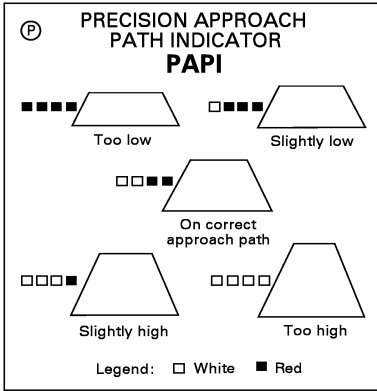 P
PRECISION APPROACH
PATH INDICATOR
PAPI
Too low
Slightly low
On correct
approach path
Slightly high
Too high
Legend: White Red